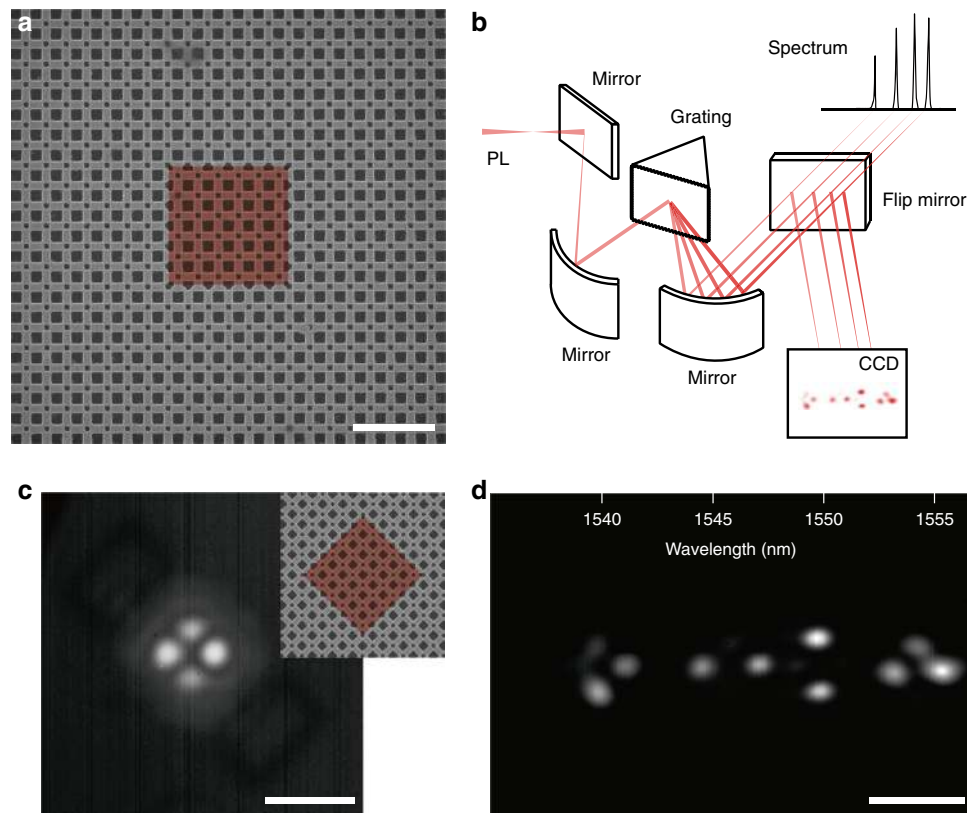 a
b
Spectrum
Mirror
Grating
PL
Flip mirror
Mirror
Mirror
CCD
c
d
1540 1545 1550 1555
Wavelength (nm)